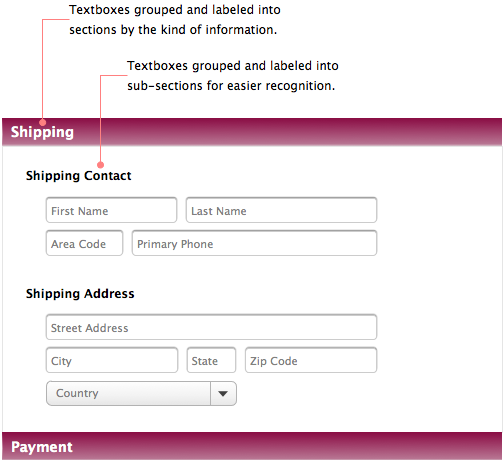 Textboxes grouped and labeled into
sections by the kind of information.
Textboxes grouped and labeled into
sub-sections for easier recognition.
Shipping
Shipping Contact
First Name Last Name
Area Code Primary Phone
Shipping Address
Street Address
City State Zip Code
Country
Payment